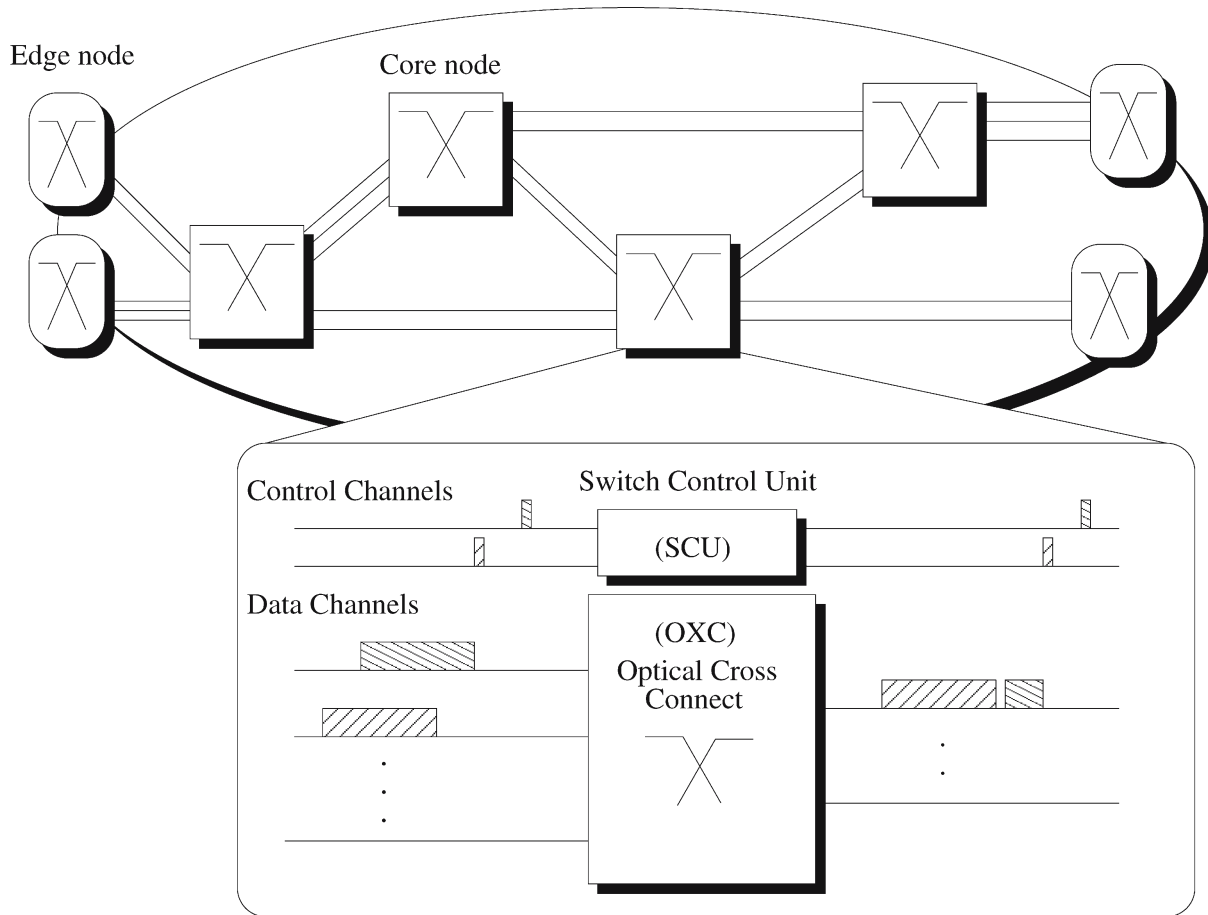 Edge node
Core node
Control Channels
Switch Control Unit
(SCU)
Data Channels
(OXC)
Optical Cross
Connect